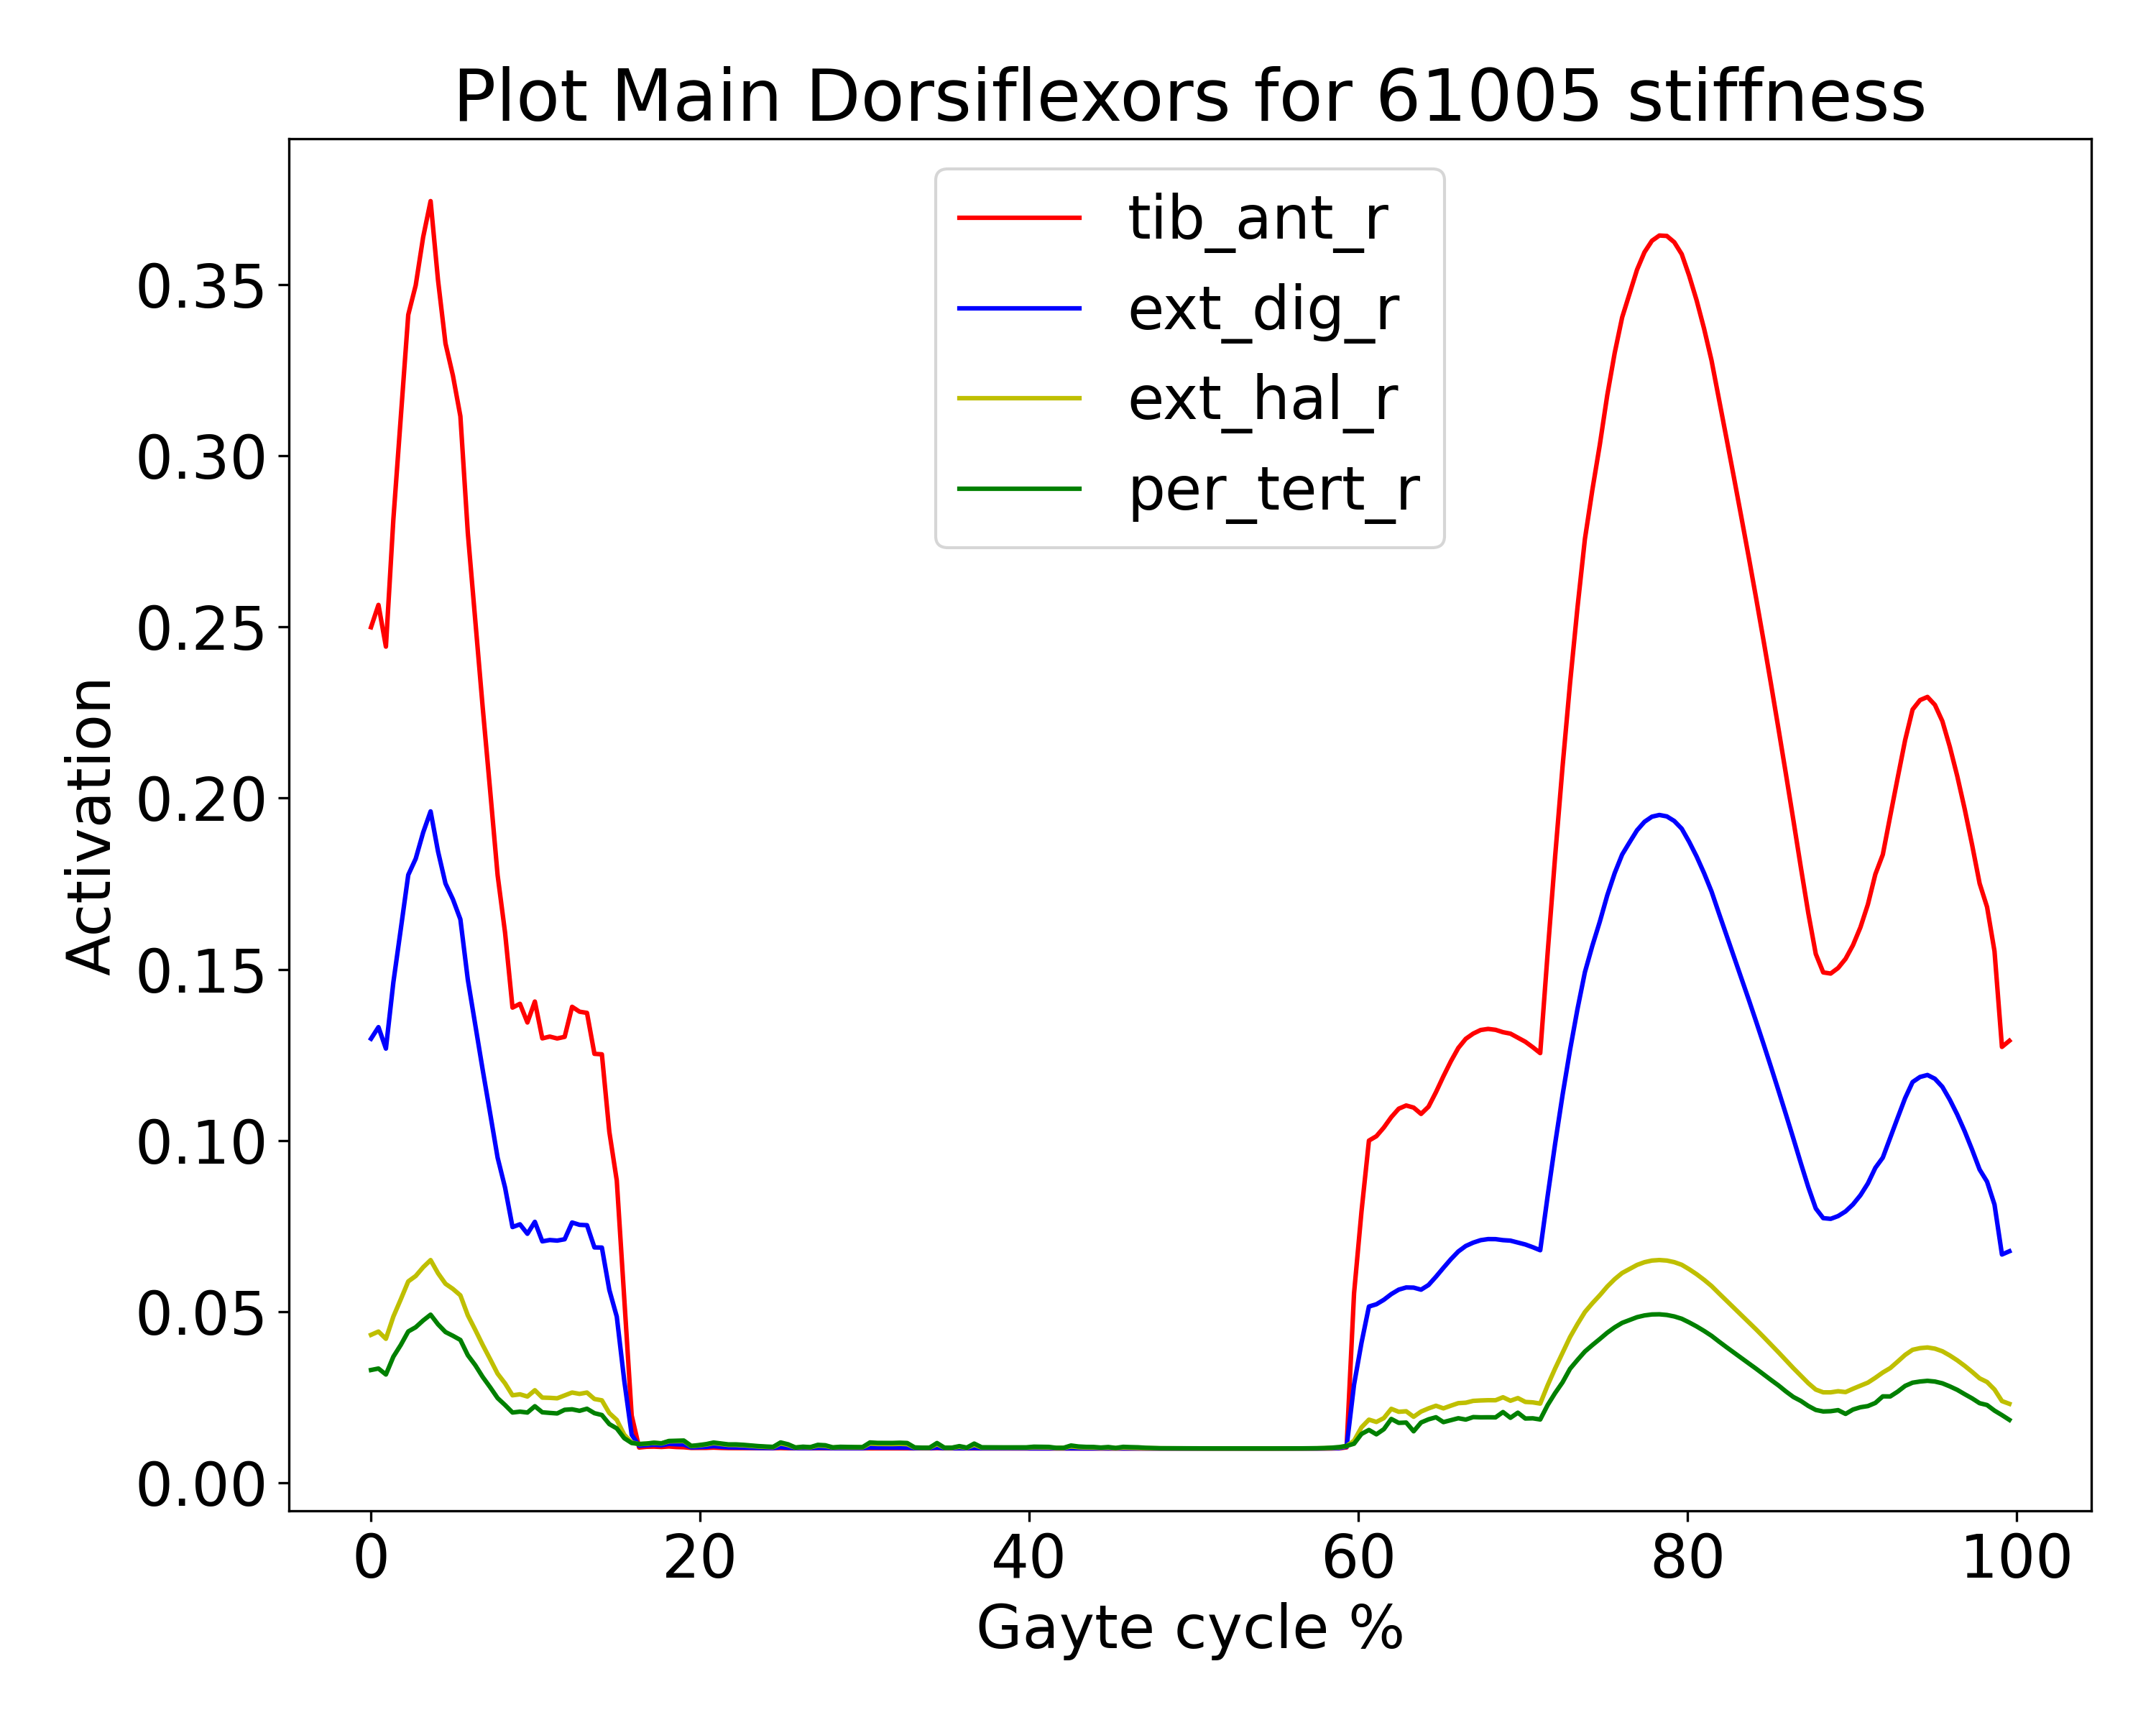 Plot Main Dorsiflexors for 61005 stiffness
tib_ant_r
ext_dig_r
ext_hal_r
per_tert_r
Activation
0.35
0.30
0.25
0.20
0.15
0.10
0.05
0.00
0 20 40 60 80 100
Gayte cycle %